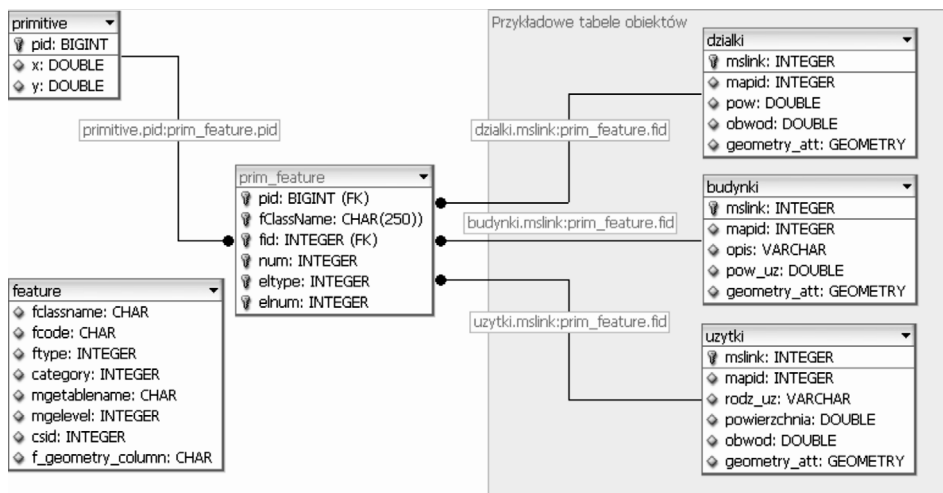 primitive
pid: BIGINT
x: DOUBLE
y: DOUBLE
primitive.pid:prim_feature.pid
prim_feature
pid: BIGINT (FK)
fClassName: CHAR(250))
fid: INTEGER (FK)
num: INTEGER
eltype: INTEGER
elnum: INTEGER
feature
fclassname: CHAR
fcode: CHAR
ftype: INTEGER
category: INTEGER
mgetablename: CHAR
mgelevel: INTEGER
csid: INTEGER
f_geometry_column: CHAR
Przykładowe tabele obiektów
dzialki.mslink:prim_feature.fid
budynki.mslink:prim_feature.fid
uzytki.mslink:prim_feature.fid
dzialki
mslink: INTEGER
mapid: INTEGER
pow: DOUBLE
obwod: DOUBLE
geometry_att: GEOMETRY
budynki
mslink: INTEGER
mapid: INTEGER
opis: VARCHAR
pow_uz: DOUBLE
geometry_att: GEOMETRY
uzytki
mslink: INTEGER
mapid: INTEGER
rodz_uz: VARCHAR
powierzchnia: DOUBLE
obwod: DOUBLE
geometry_att: GEOMETRY